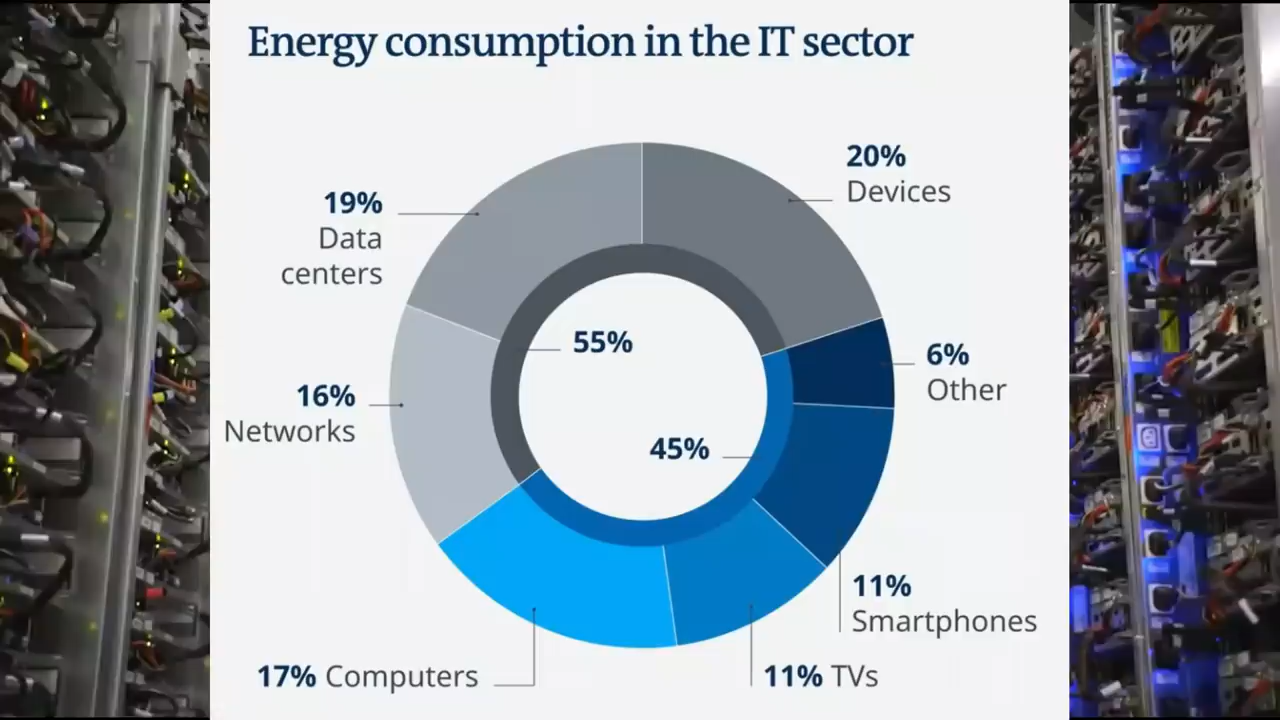 Energy consumption in the IT sector
20%
Devices
19%
Data
centers
55%
6%
Other
16%
Networks
45%
11%
Smartphones
17% Computers
11% TVs